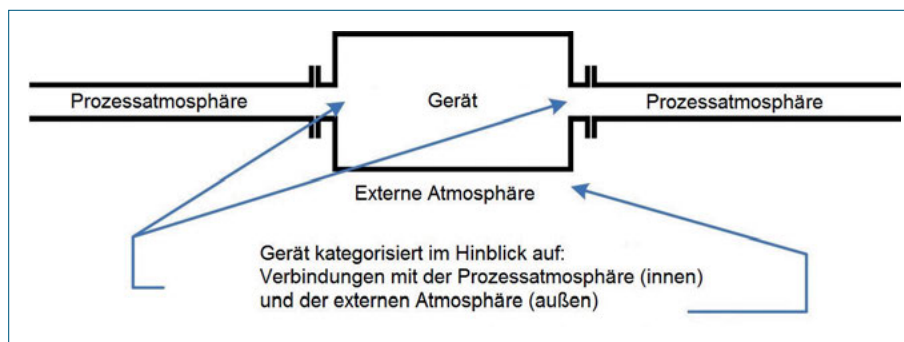 Prozessatmosphäre
Gerät
Prozessatmosphäre
Externe Atmosphäre
Gerät kategorisiert im Hinblick auf:
Verbindungen mit der Prozessatmosphäre (innen)
und der externen Atmosphäre (außen)